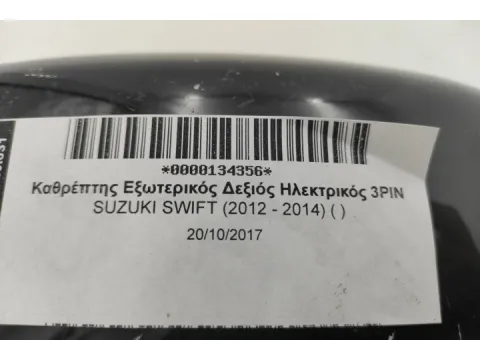 *0000134356*
Καθρέπτης Εξωτερικός Δεξιός Ηλεκτρικός 3PIN
SUZUKI SWIFT (2012 - 2014) ( )
20/10/2017